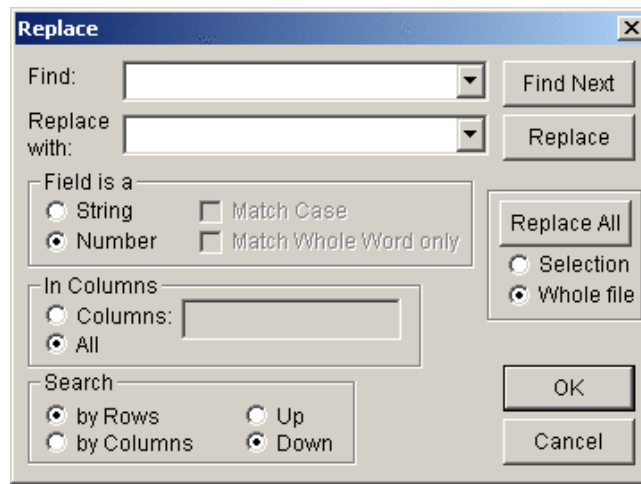 Replace
Find:
Find Next
Replace
with:
Replace
Field is a
String
Match Case
Number
Match Whole Word only
Replace All
Selection
Whole file
In Columns
Columns:
All
Search
by Rows
Up
by Columns
Down
OK
Cancel